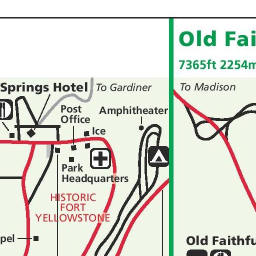 Old Fai
7365ft 2254m
Springs Hotel
To Gardiner
To Madison
Post
Office
Amphitheater
Ice
Park
Headquarters
HISTORIC
FORT
YELLOWSTONE
pel
Old Faithfu